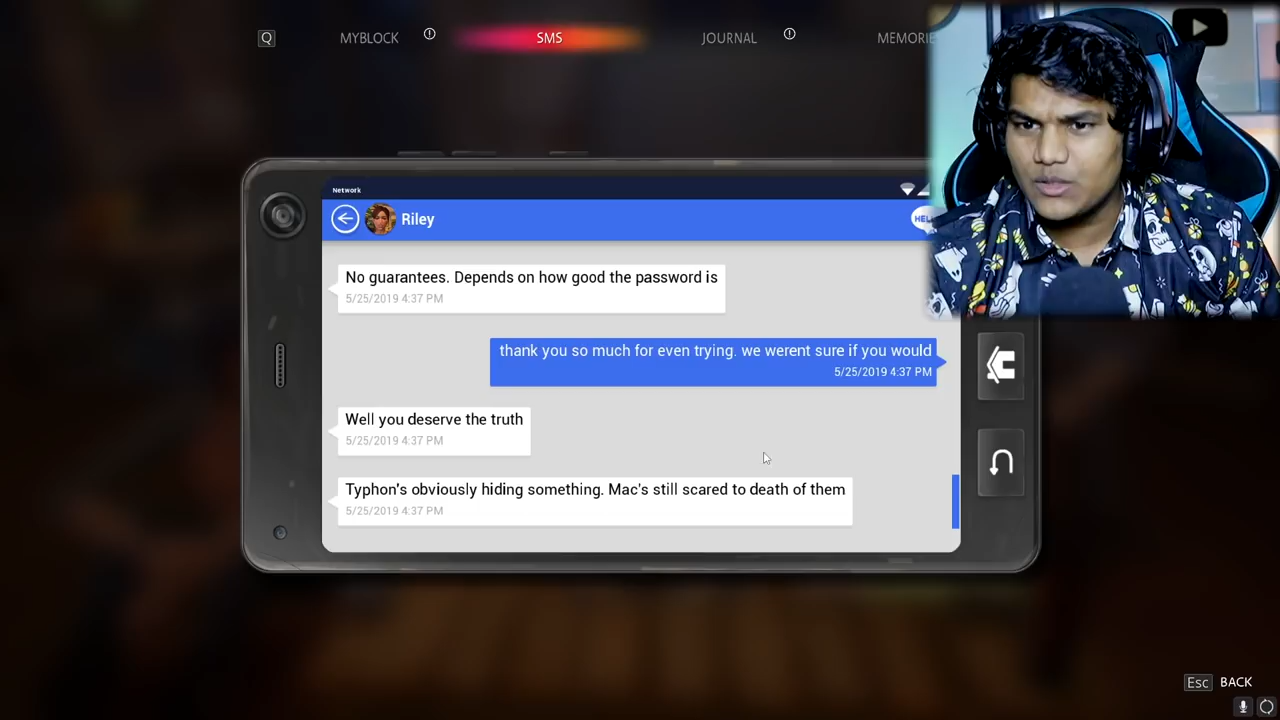 Q
MYBLOCK
SMS
JOURNAL
Network
Riley
No guarantees. Depends on how good the password is
5/25/2019 4:37 PM
thank you so much for even trying. we werent sure if you would
5/25/2019 4:37 PM
Well you deserve the truth
5/25/2019 4:37 PM
Typhon's obviously hiding something. Mac's still scared to death of them
5/25/2019 4:37 PM
Esc BACK